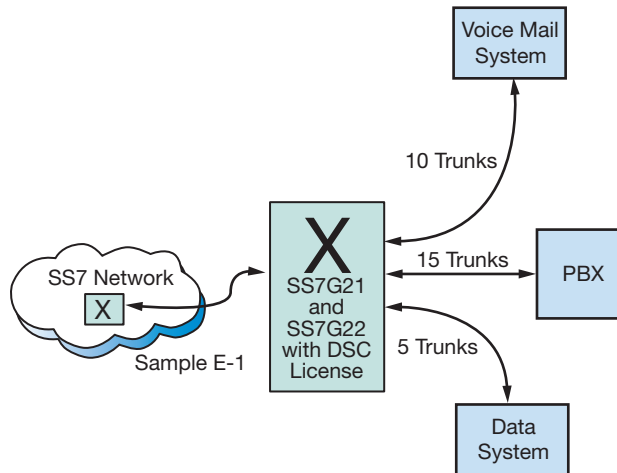 Voice Mail
System
10 Trunks
X
SS7G21
and
SS7G22
with DSC
License
15 Trunks
PBX
SS7 Network
X
Sample E-1
5 Trunks
Data
System